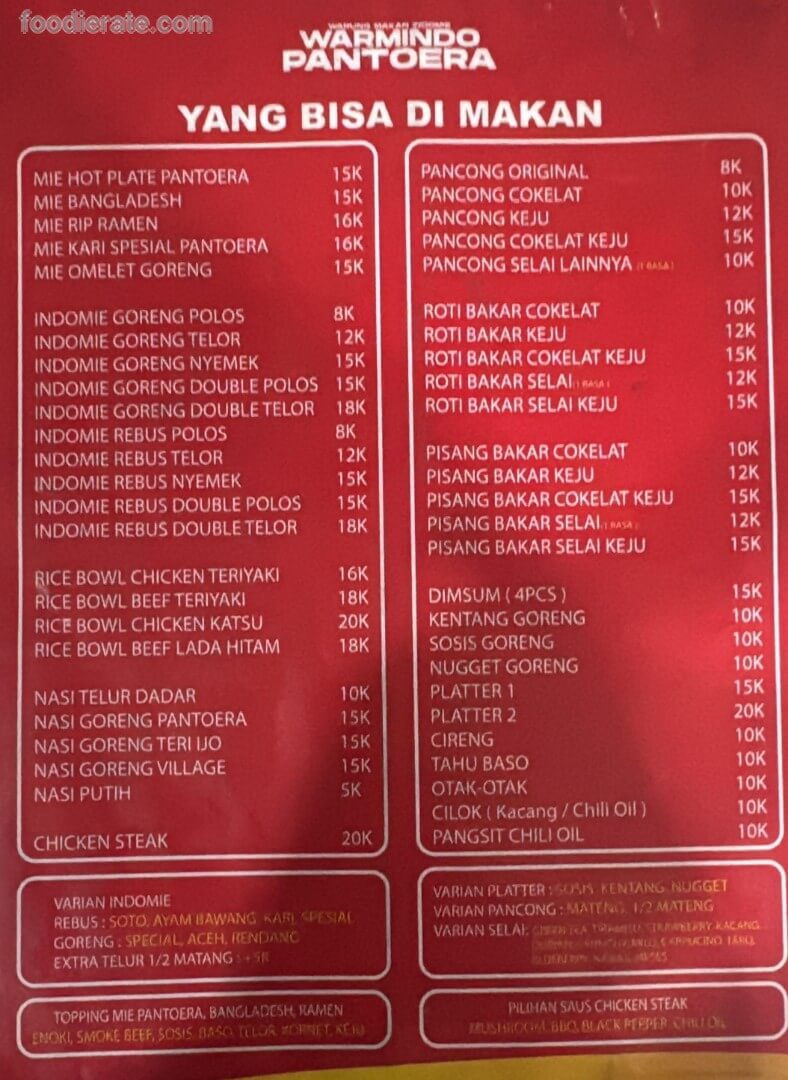 foodierate.com
WARUNG MAKAN
WARMINDO
PANTOERA
YANG BISA DI MAKAN
MIE HOT PLATE PANTOERA 15K
MIE BANGLADESH 15K
MIE RIP RAMEN 16K
MIE KARI SPESIAL PANTOERA 16K
MIE OMELET GORENG 15K
INDOMIE GORENG POLOS 8K
INDOMIE GORENG TELOR 12K
INDOMIE GORENG NYEMEK 15K
INDOMIE GORENG DOUBLE POLOS 15K
INDOMIE GORENG DOUBLE TELOR 18K
INDOMIE REBUS POLOS 8K
INDOMIE REBUS TELOR 12K
INDOMIE REBUS NYEMEK 15K
INDOMIE REBUS DOUBLE POLOS 15K
INDOMIE REBUS DOUBLE TELOR 18K
RICE BOWL CHICKEN TERIYAKI 16K
RICE BOWL BEEF TERIYAKI 18K
RICE BOWL CHICKEN KATSU 20K
RICE BOWL BEEF LADA HITAM 18K
NASI TELUR DADAR 10K
NASI GORENG PANTOERA 15K
NASI GORENG TERI IJO 15K
NASI GORENG VILLAGE 15K
NASI PUTIH 5K
CHICKEN STEAK 20K
VARIAN INDOMIE
REBUS : SOTO, AYAM BAWANG, KARI, SPESIAL
GORENG : SPECIAL, ACEH, RENDANG
EXTRA TELUR 1/2 MATANG : +5K
TOPPING MIE PANTOERA, BANGLADESH, RAMEN
ENOKI, SMOKE BEEF, SOSIS, BASO, TELOR, KORNET, KEJU
PANCONG ORIGINAL 8K
PANCONG COKELAT 10K
PANCONG KEJU 12K
PANCONG COKELAT KEJU 15K
PANCONG SELAI LAINNYA (1 RASA) 10K
ROTI BAKAR COKELAT 10K
ROTI BAKAR KEJU 12K
ROTI BAKAR COKELAT KEJU 15K
ROTI BAKAR SELAI (1 RASA) 12K
ROTI BAKAR SELAI KEJU 15K
PISANG BAKAR COKELAT 10K
PISANG BAKAR KEJU 12K
PISANG BAKAR COKELAT KEJU 15K
PISANG BAKAR SELAI (1 RASA) 12K
PISANG BAKAR SELAI KEJU 15K
DIMSUM ( 4PCS ) 15K
KENTANG GORENG 10K
SOSIS GORENG 10K
NUGGET GORENG 10K
PLATTER 1 15K
PLATTER 2 20K
CIRENG 10K
TAHU BASO 10K
OTAK-OTAK 10K
CILOK ( Kacang / Chili Oil ) 10K
PANGSIT CHILI OIL 10K
VARIAN PLATTER : SOSIS, KENTANG, NUGGET
VARIAN PANCONG : MATENG, 1/2 MATENG
VARIAN SELAI: TIRAMISU, STRAWBERRY, KACANG,
CAPPUCINO, TARO,
PILIHAN SAUS CHICKEN STEAK
MUSHROOM, BBQ, BLACK PEPPER, CHILI OIL